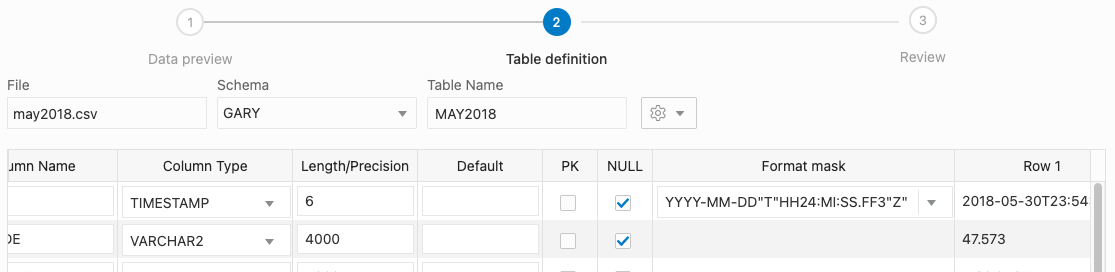 1 2 3
Data preview Table definition Review
File Schema Table Name
may2018.csv GARY MAY2018
umn Name Column Type Length/Precision Default PK NULL Format mask Row 1
TIMESTAMP 6 YYYY-MM-DD"T"HH24:MI:SS.FF3"Z" 2018-05-30T23:54
DE VARCHAR2 4000 47.573